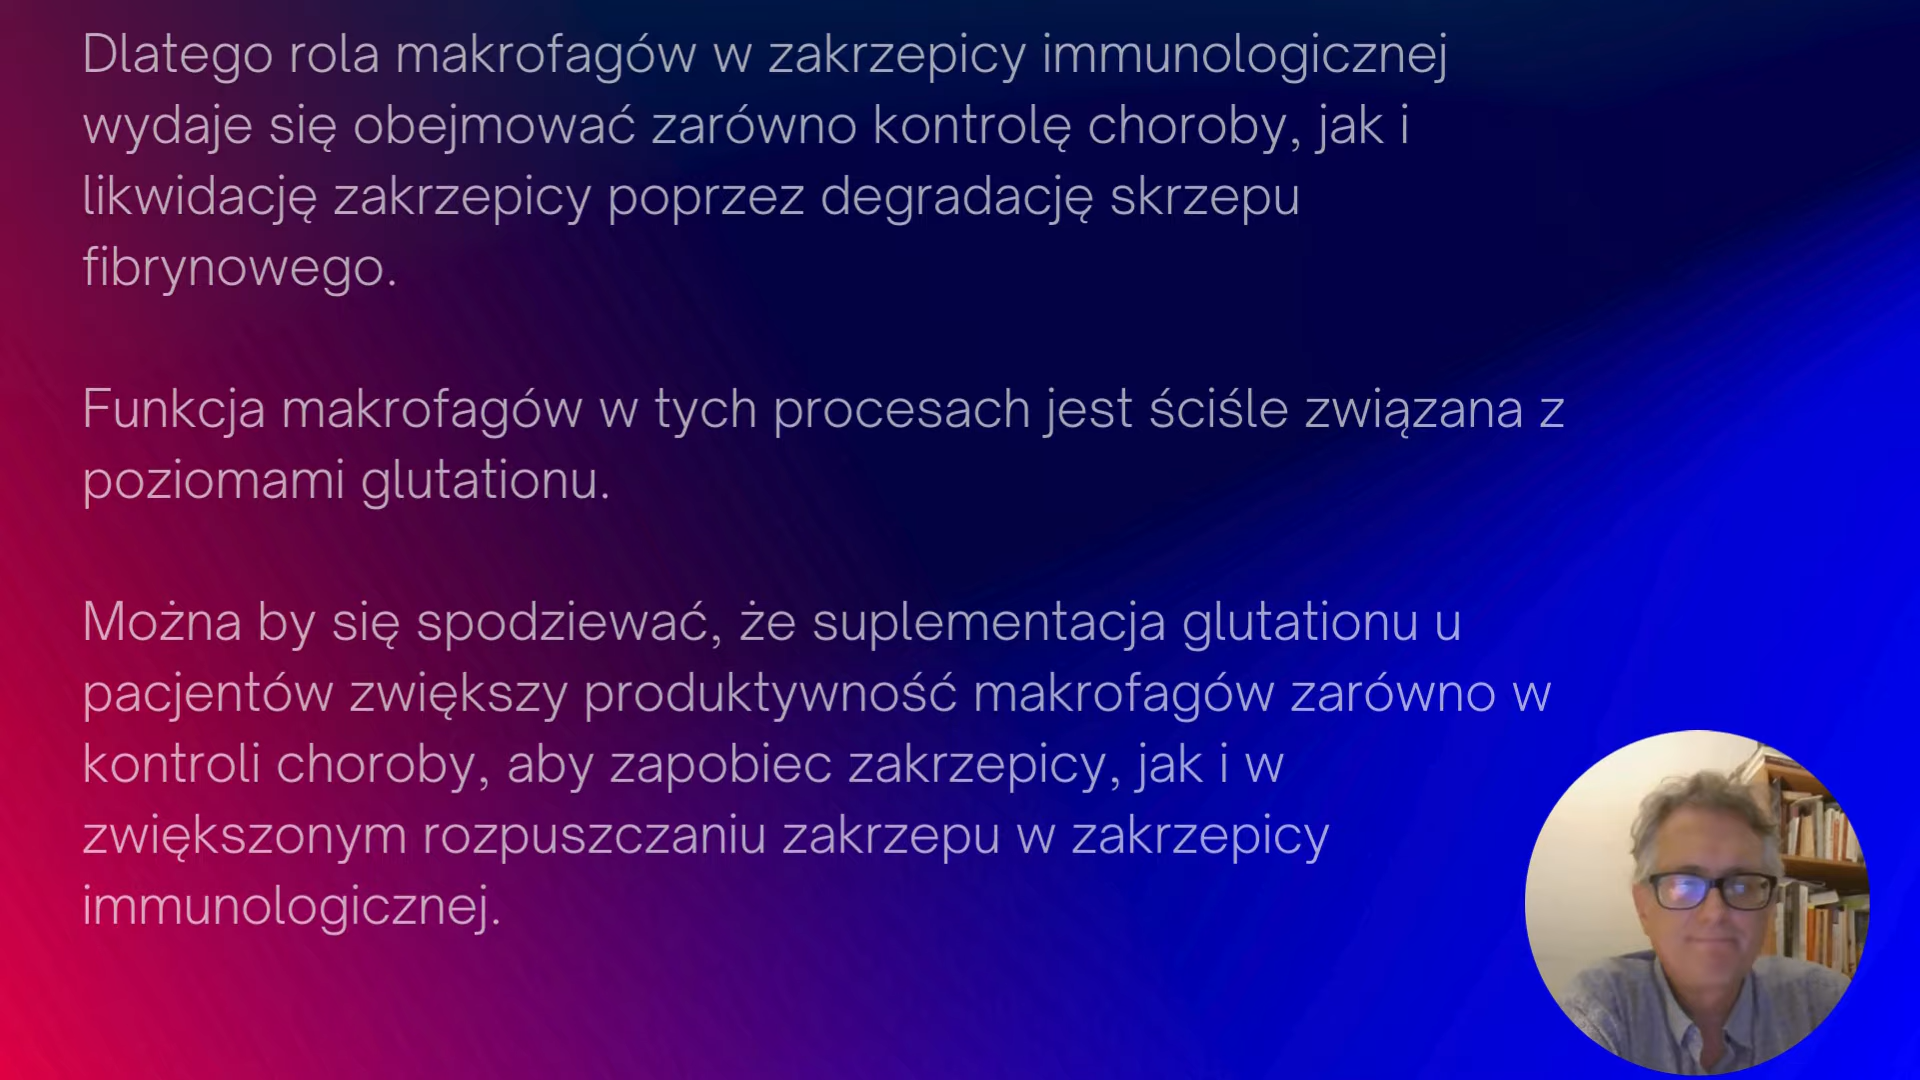 Dlatego rola makrofagów w zakrzepicy immunologicznej
wydaje się obejmować zarówno kontrolę choroby, jak i
likwidację zakrzepicy poprzez degradację skrzepu
fibrynowego.
Funkcja makrofagów w tych procesach jest ściśle związana z
poziomami glutationu.
Można by się spodziewać, że suplementacja glutationu u
pacjentów zwiększy produktywność makrofagów zarówno w
kontroli choroby, aby zapobiec zakrzepicy, jak i w
zwiększonym rozpuszczaniu zakrzepu w zakrzepicy
immunologicznej.